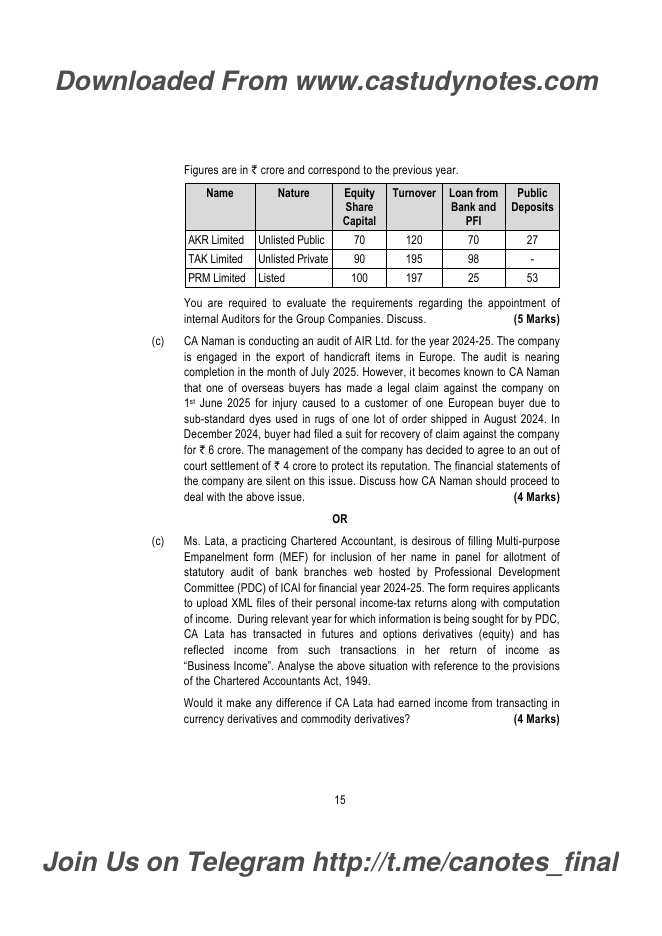 Downloaded From www.castudynotes.com
Figures are in ₹ crore and correspond to the previous year.
Name Nature Equity Share Capital Turnover Loan from Bank and PFI Public Deposits
AKR Limited Unlisted Public 70 120 70 27
TAK Limited Unlisted Private 90 195 98 -
PRM Limited Listed 100 197 25 53
You are required to evaluate the requirements regarding the appointment of
internal Auditors for the Group Companies. Discuss. (5 Marks)
(c) CA Naman is conducting an audit of AIR Ltd. for the year 2024-25. The company
is engaged in the export of handicraft items in Europe. The audit is nearing
completion in the month of July 2025. However, it becomes known to CA Naman
that one of overseas buyers has made a legal claim against the company on
1st June 2025 for injury caused to a customer of one European buyer due to
sub-standard dyes used in rugs of one lot of order shipped in August 2024. In
December 2024, buyer had filed a suit for recovery of claim against the company
for ₹ 6 crore. The management of the company has decided to agree to an out of
court settlement of ₹ 4 crore to protect its reputation. The financial statements of
the company are silent on this issue. Discuss how CA Naman should proceed to
deal with the above issue. (4 Marks)
OR
(c) Ms. Lata, a practicing Chartered Accountant, is desirous of filling Multi-purpose
Empanelment form (MEF) for inclusion of her name in panel for allotment of
statutory audit of bank branches web hosted by Professional Development
Committee (PDC) of ICAI for financial year 2024-25. The form requires applicants
to upload XML files of their personal income-tax returns along with computation
of income. During relevant year for which information is being sought for by PDC,
CA Lata has transacted in futures and options derivatives (equity) and has
reflected income from such transactions in her return of income as
“Business Income”. Analyse the above situation with reference to the provisions
of the Chartered Accountants Act, 1949.
Would it make any difference if CA Lata had earned income from transacting in
currency derivatives and commodity derivatives? (4 Marks)
15
Join Us on Telegram http://t.me/canotes_final